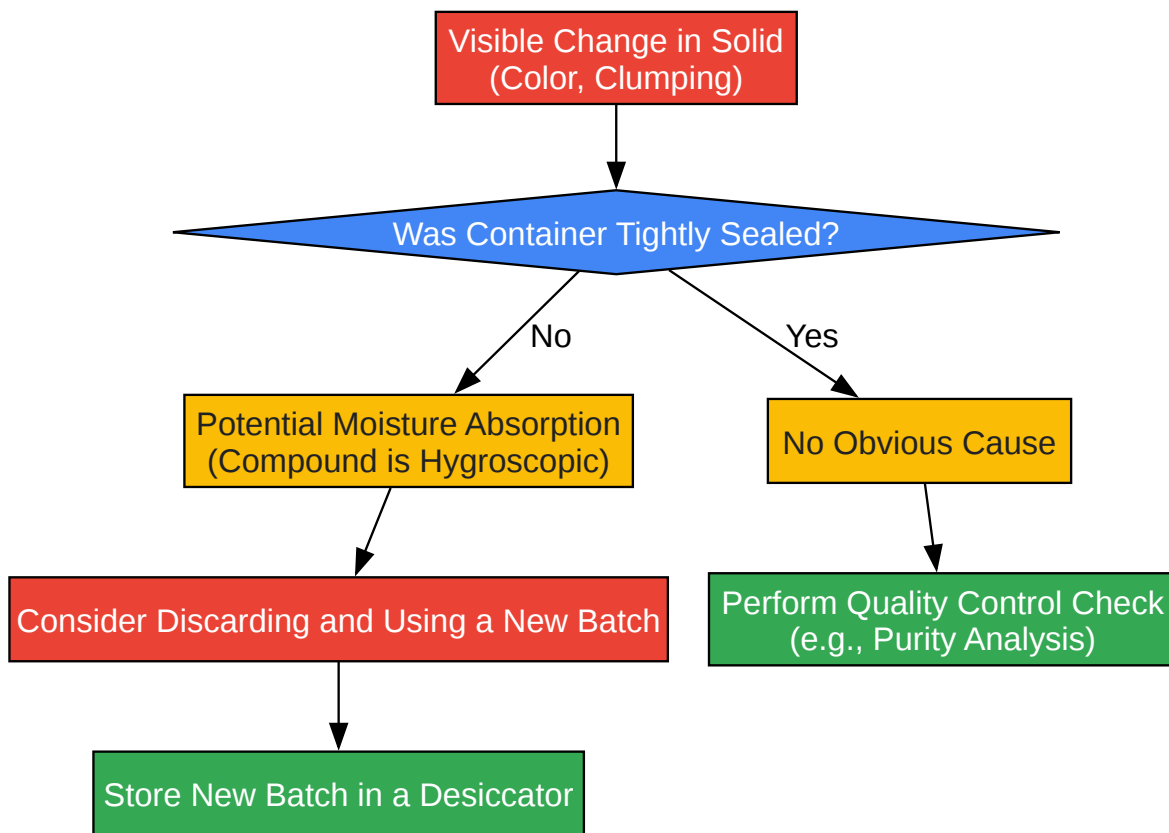 Visible Change in Solid
(Color, Clumping)
Was Container Tightly Sealed?
No
Yes
Potential Moisture Absorption
(Compound is Hygroscopic)
No Obvious Cause
Consider Discarding and Using a New Batch
Perform Quality Control Check
(e.g., Purity Analysis)
Store New Batch in a Desiccator